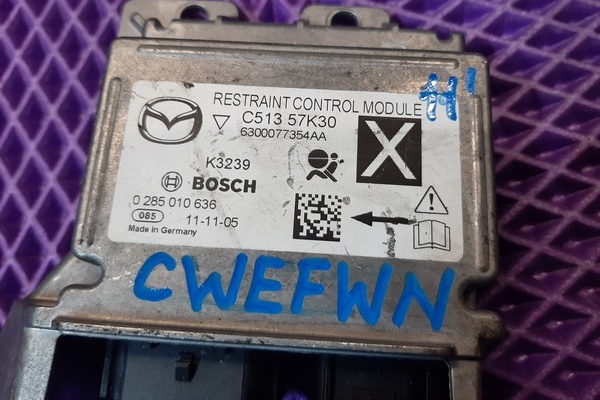 RESTRAINT CONTROL MODULE
C513 57K30
6300077354AA
X
K3239
BOSCH
0 285 010 636
085 11-11-05
Made in Germany
CWEFWN